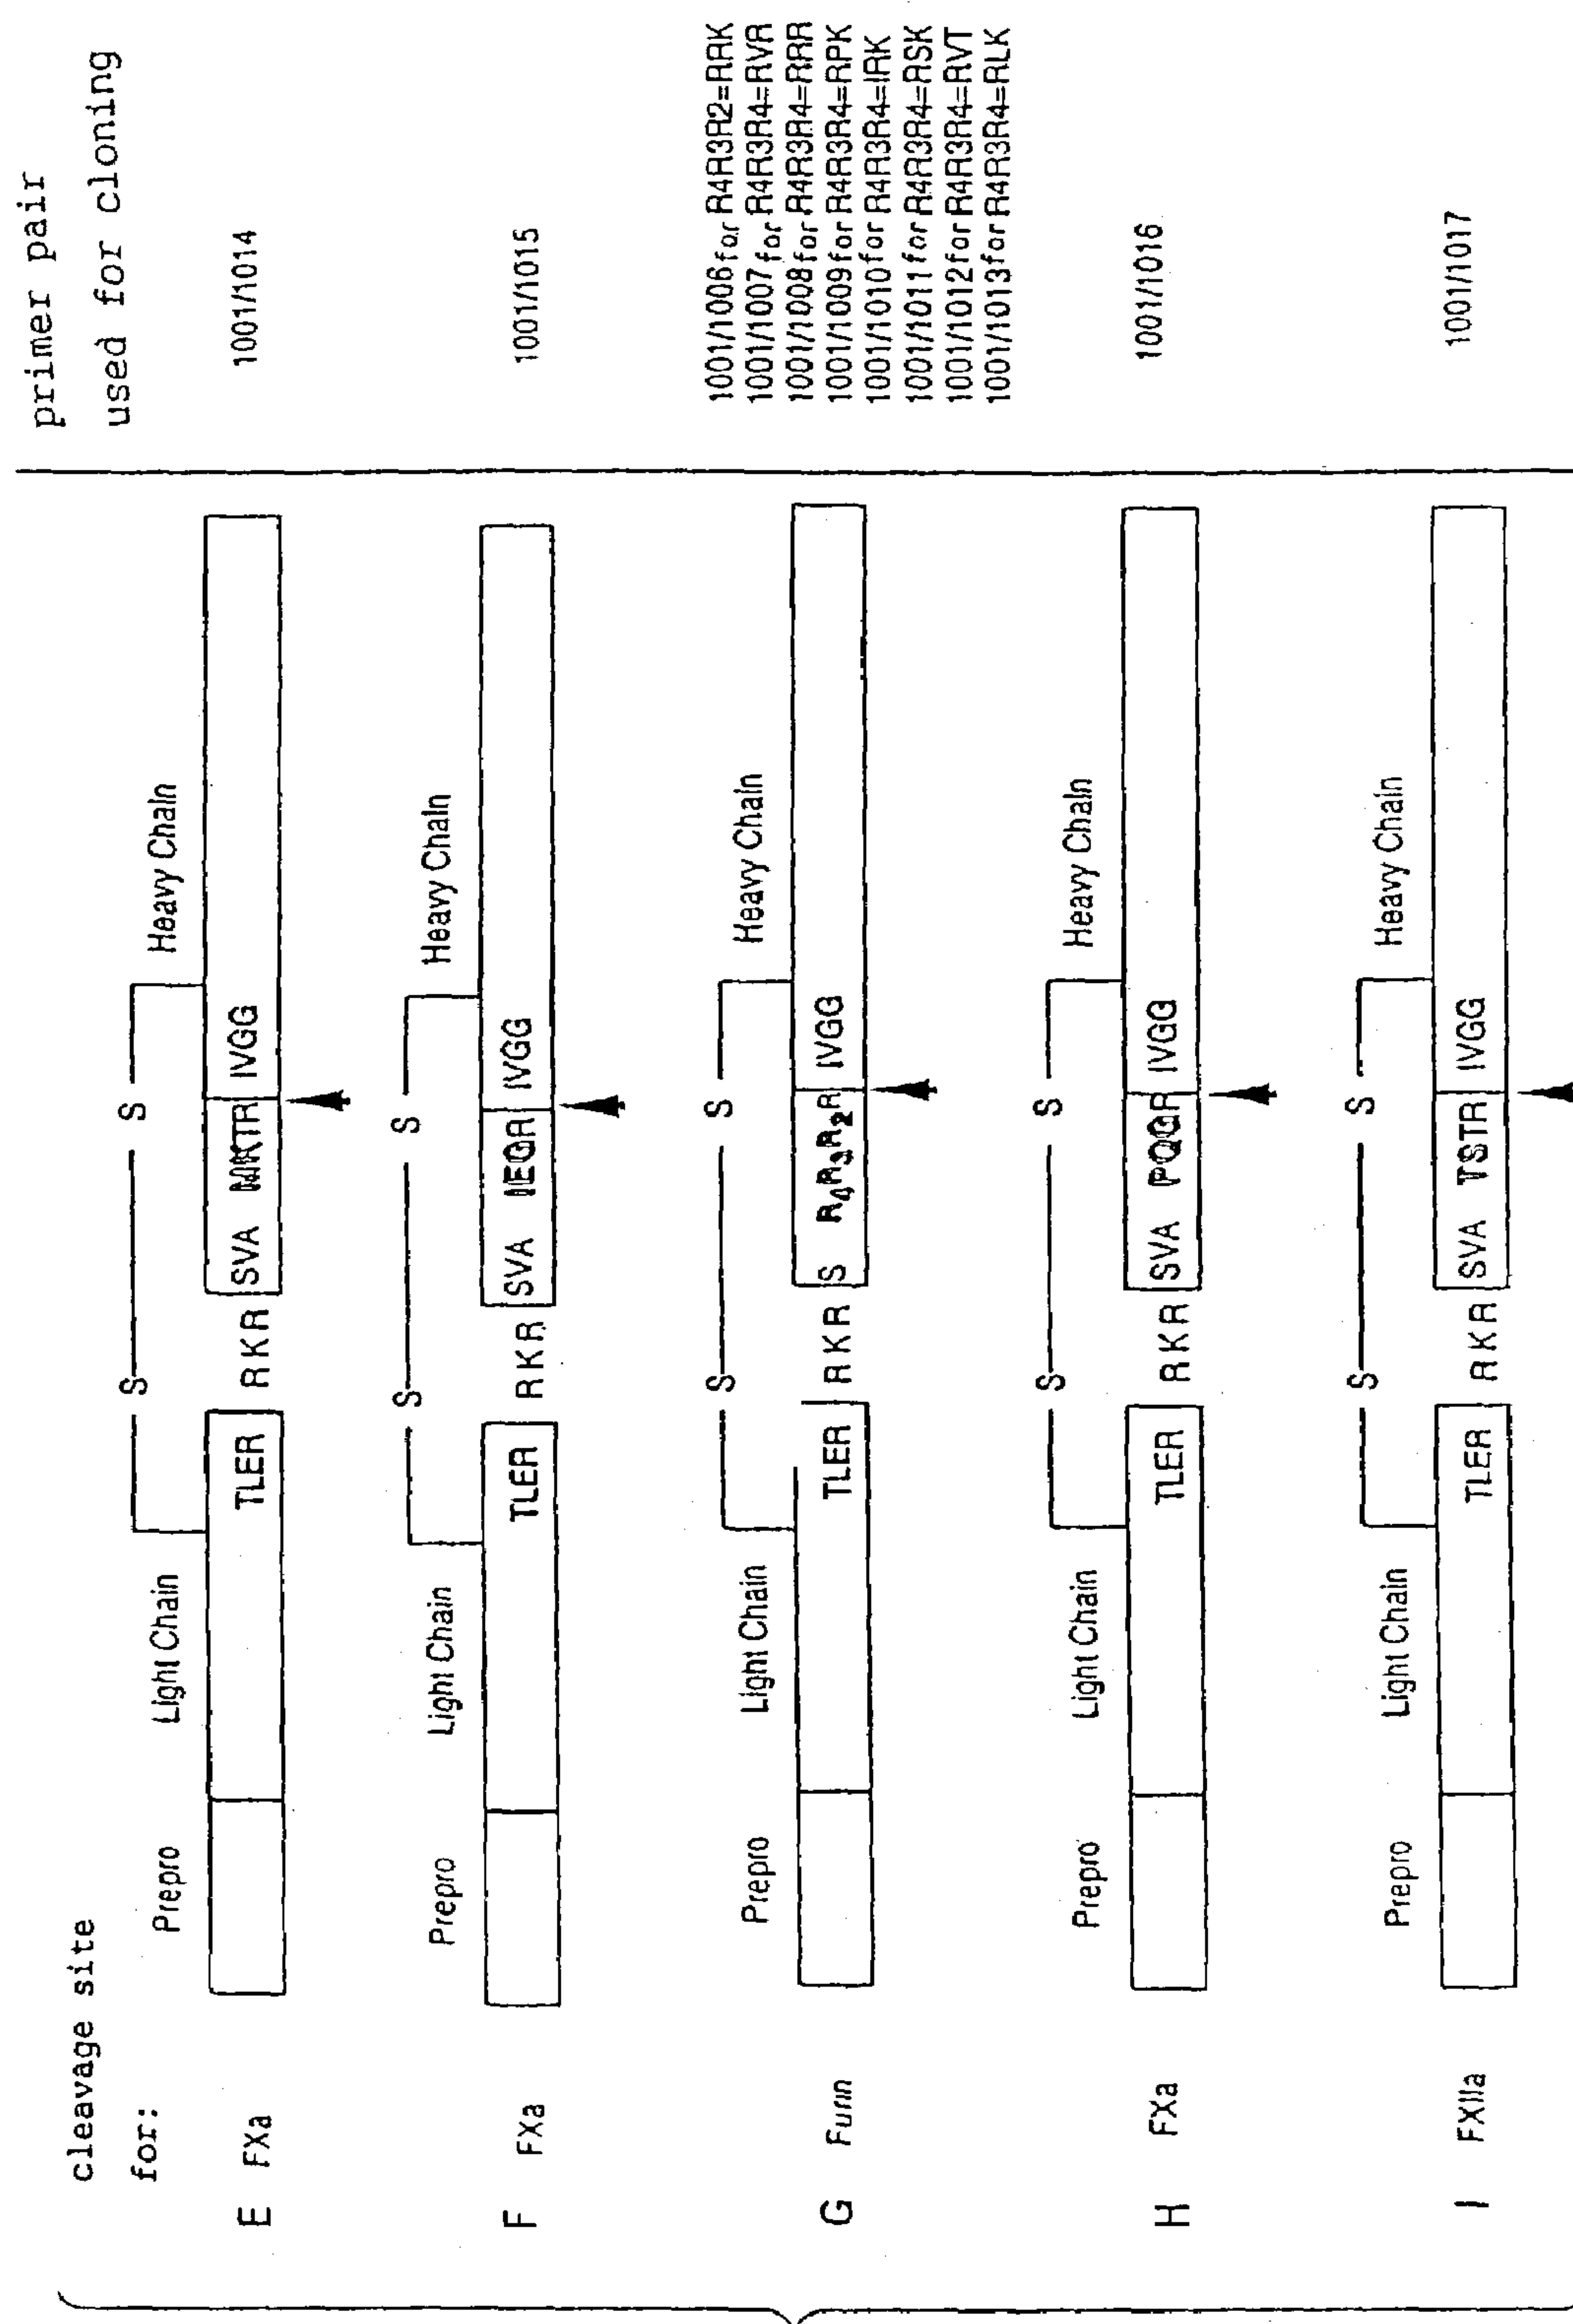 cleavage site
for:
primer pair
used for cloning
E FXa
Prepro
Light Chain
S
S
Heavy Chain
TLER
R K R
SVA MKTR IVGG
1001/1014
F FXa
Prepro
Light Chain
S
S
Heavy Chain
TLER
R K R
SVA IEGR IVGG
1001/1015
G Furin
Prepro
Light Chain
S
S
Heavy Chain
TLER
R K R
S R4R3R2R IVGG
1001/1006 for R4R3R2=RRK
1001/1007 for R4R3R4=RVR
1001/1008 for R4R3R4=RRR
1001/1009 for R4R3R4=RPK
1001/1010 for R4R3R4=IRK
1001/1011 for R4R3R4=RSK
1001/1012 for R4R3R4=RVT
1001/1013 for R4R3R4=RLK
H FXa
Prepro
Light Chain
S
S
Heavy Chain
TLER
R K R
SVA PQGR IVGG
1001/1016
I FXIIa
Prepro
Light Chain
S
S
Heavy Chain
TLER
R K R
SVA TSTR IVGG
1001/1017